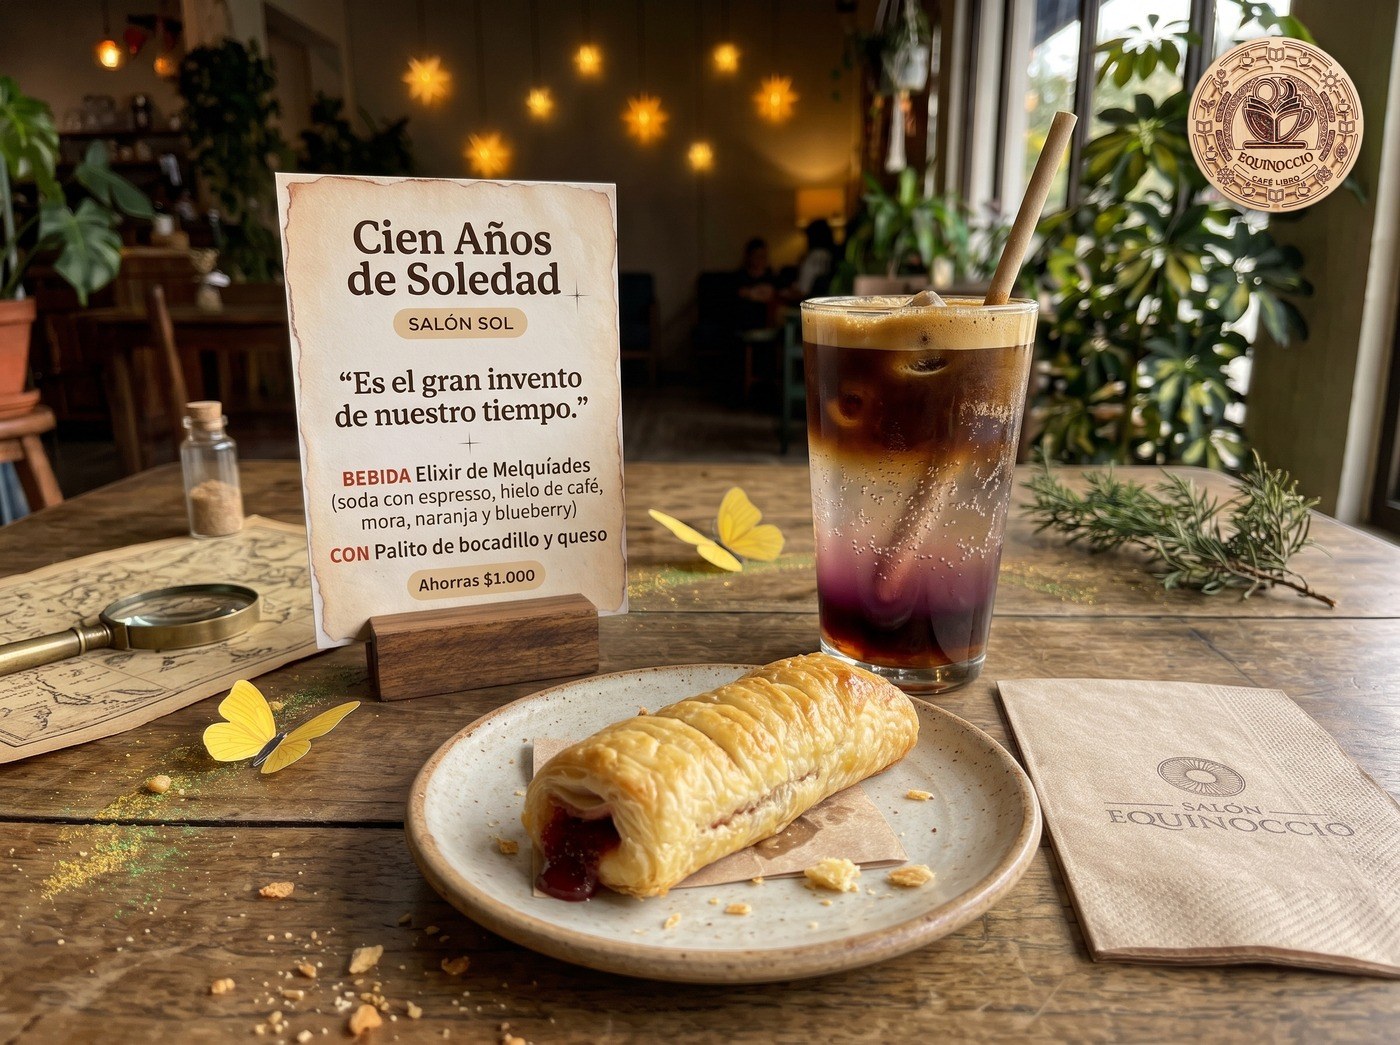 Cien Años
de Soledad
SALÓN SOL
“Es el gran invento
de nuestro tiempo.”
BEBIDA Elixir de Melquíades
(soda con espresso, hielo de café,
mora, naranja y blueberry)
CON Palito de bocadillo y queso
Ahorras $1.000
EQUINOCCIO
CAFÉ LIBRO
SALÓN
EQUINOCCIO